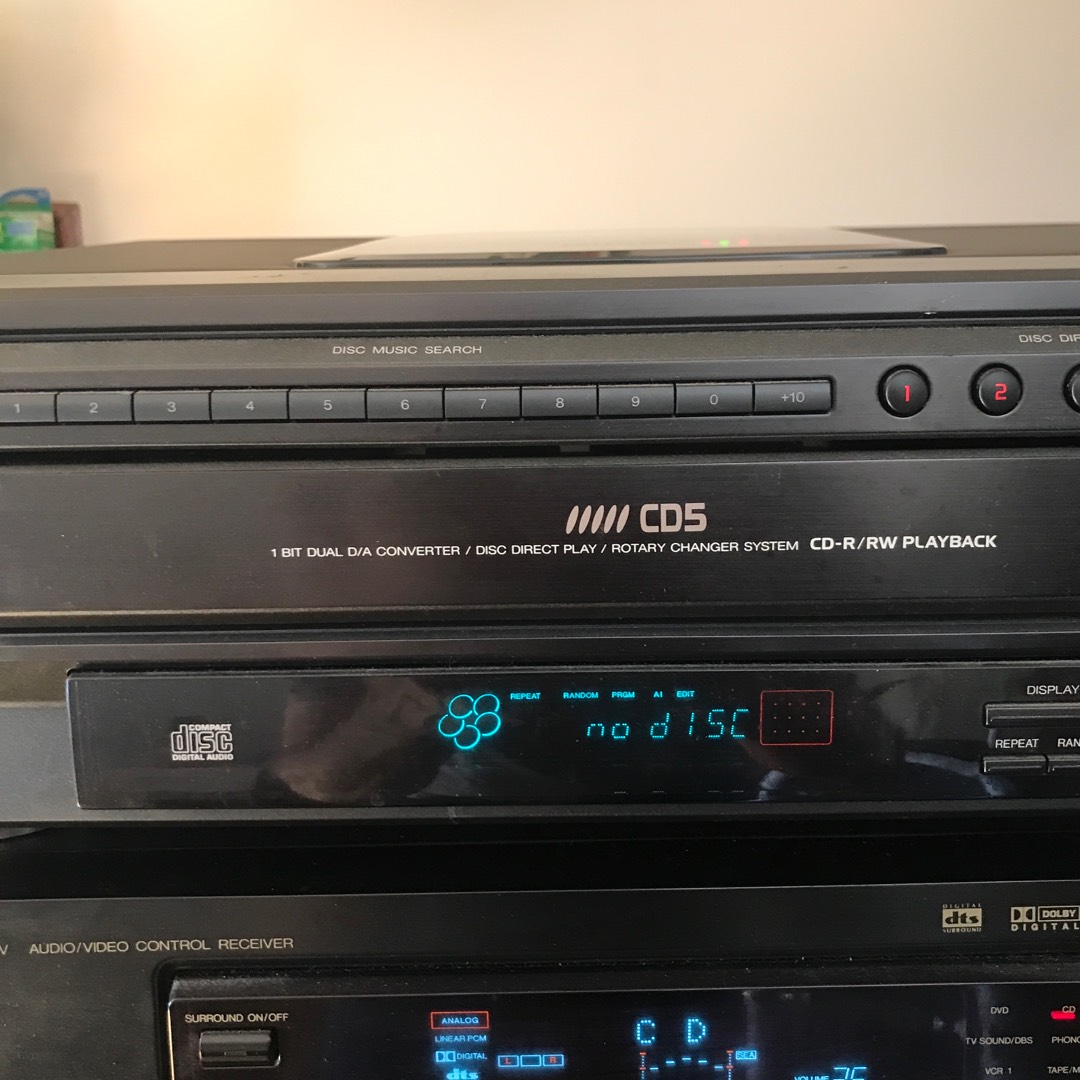 DISC MUSIC SEARCH
DISC
1 2 3 4 5 6 7 8 9 0 +10 1 2
CD5
1 BIT DUAL D/A CONVERTER / DISC DIRECT PLAY / ROTARY CHANGER SYSTEM CD-R/RW PLAYBACK
COMPACT
disc
DIGITAL AUDIO
REPEAT RANDOM PRGM AI EDIT
no dISC
DISPLAY
REPEAT
AUDIO/VIDEO CONTROL RECEIVER
DIGITAL
dts
SURROUND
DOLBY
DIGITAL
SURROUND ON/OFF
ANALOG
LINEAR PCM
DIGITAL
dts
L R
CD
VOLUME
DVD CD
TV SOUND/DBS PHONO
VCR 1